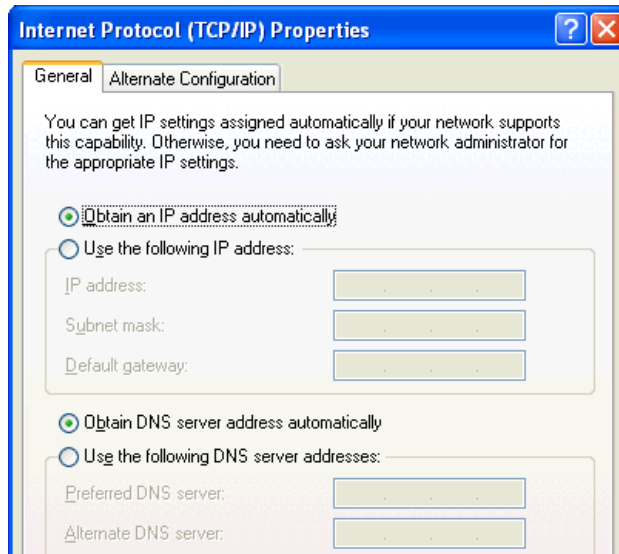 Internet Protocol (TCP/IP) Properties
General
Alternate Configuration
You can get IP settings assigned automatically if your network supports
this capability. Otherwise, you need to ask your network administrator for
the appropriate IP settings.
Obtain an IP address automatically
Use the following IP address:
IP address:
Subnet mask:
Default gateway:
Obtain DNS server address automatically
Use the following DNS server addresses:
Preferred DNS server:
Alternate DNS server: